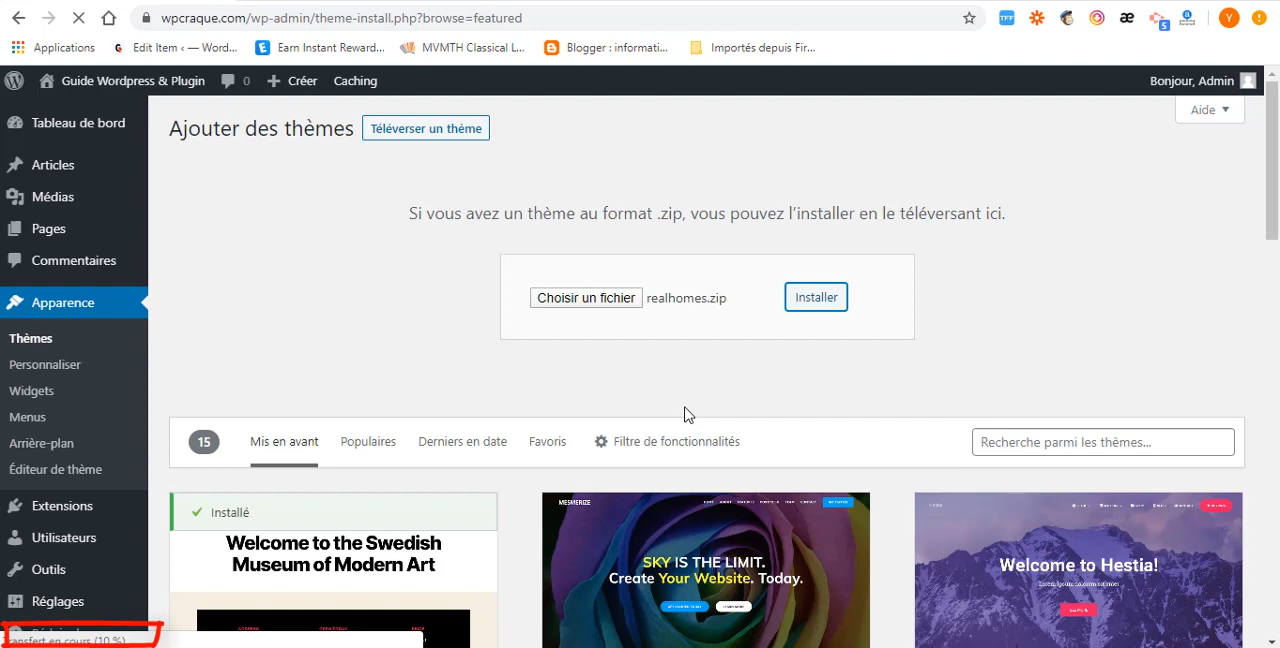 wpcraque.com/wp-admin/theme-install.php?browse=featured
TFF
5
Y
Applications
Edit Item ‹ — Word...
Earn Instant Rewar...
MVMTH Classical L...
Blogger : informati...
Importés depuis Fir...
Guide Wordpress & Plugin
0
Créer
Caching
Bonjour, Admin
Tableau de bord
Articles
Médias
Pages
Commentaires
Apparence
Thèmes
Personnaliser
Widgets
Menus
Arrière-plan
Éditeur de thème
Extensions
Utilisateurs
Outils
Réglages
Transfert en cours (10 %)
Aide
Ajouter des thèmes
Téléverser un thème
Si vous avez un thème au format .zip, vous pouvez l’installer en le téléversant ici.
Choisir un fichier realhomes.zip
Installer
15
Mis en avant
Populaires
Derniers en date
Favoris
Filtre de fonctionnalités
Recherche parmi les thèmes...
Installé
Welcome to the Swedish
Museum of Modern Art
MESMERIZE
SKY IS THE LIMIT.
Create Your Website. Today.
Welcome to Hestia!